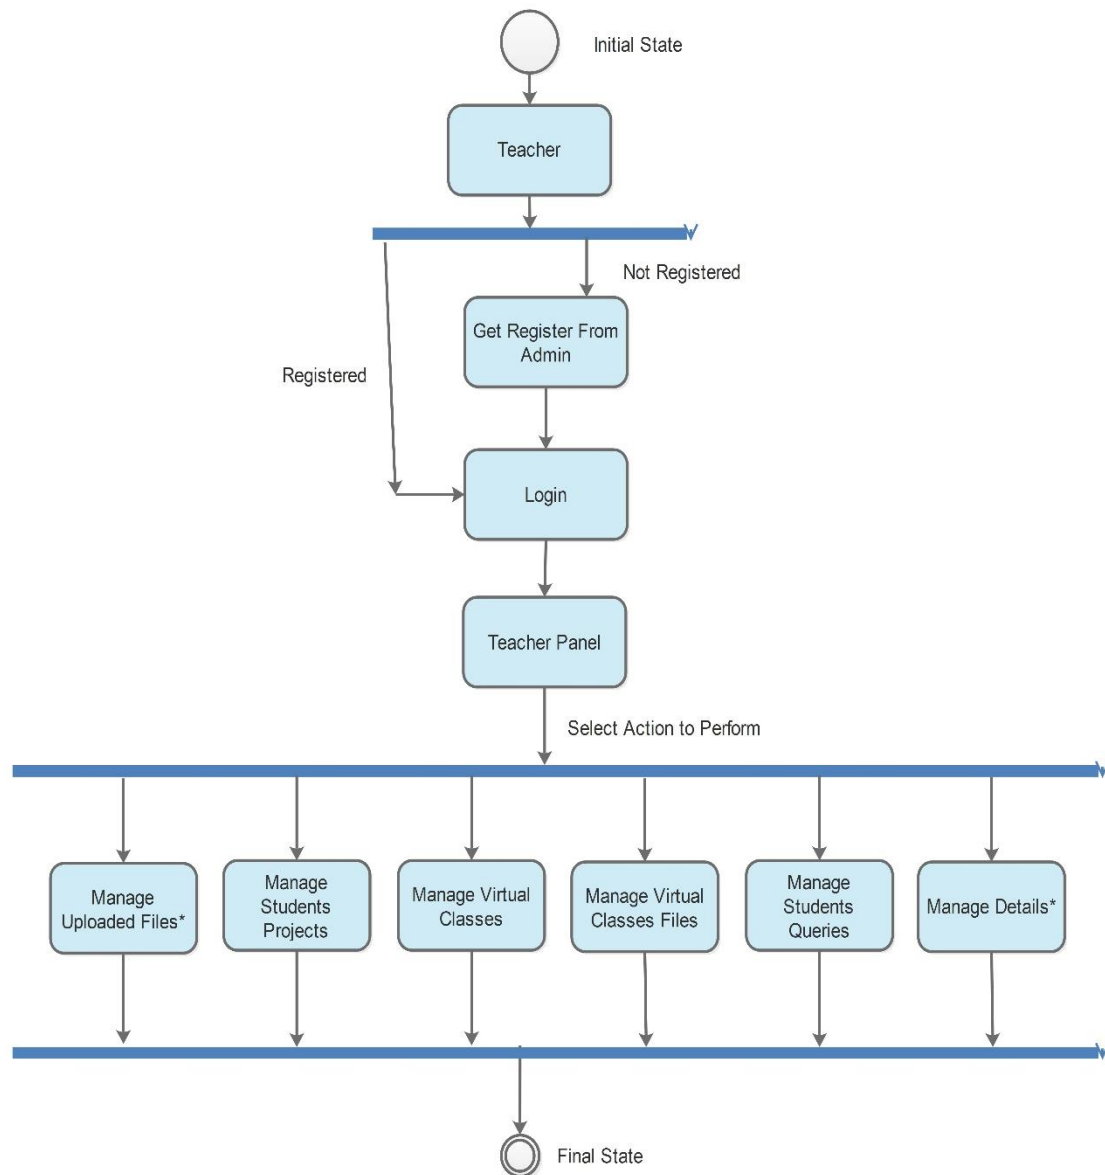 Initial State
Teacher
Not Registered
Get Register From
Admin
Registered
Login
Teacher Panel
Select Action to Perform
Manage
Uploaded Files*
Manage
Students
Projects
Manage Virtual
Classes
Manage Virtual
Classes Files
Manage
Students
Queries
Manage Details*
Final State